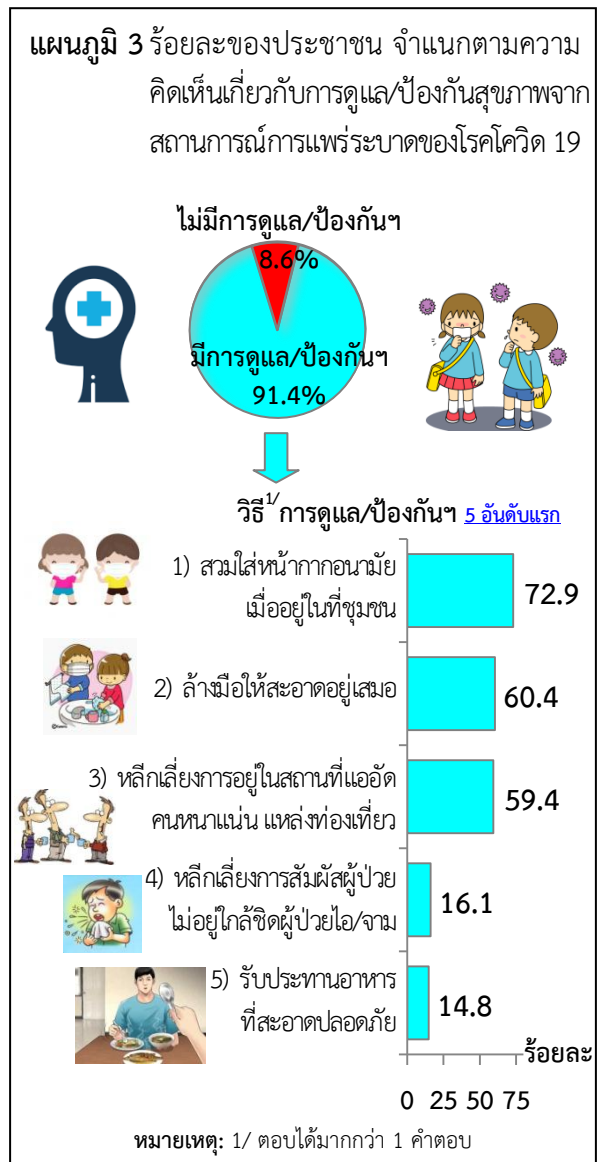 แผนภูมิ 3 ร้อยละของประชาชน จำแนกตามความ
คิดเห็นเกี่ยวกับการดูแล/ป้องกันสุขภาพจาก
สถานการณ์การแพร่ระบาดของโรคโควิด 19
ไม่มีการดูแล/ป้องกันฯ
8.6%
มีการดูแล/ป้องกันฯ
91.4%
วิธี1/การดูแล/ป้องกันฯ 5 อันดับแรก
1) สวมใส่หน้ากากอนามัย
เมื่ออยู่ในที่ชุมชน
72.9
2) ล้างมือให้สะอาดอยู่เสมอ
60.4
3) หลีกเลี่ยงการอยู่ในสถานที่แออัด
คนหนาแน่น แหล่งท่องเที่ยว
59.4
4) หลีกเลี่ยงการสัมผัสผู้ป่วย
ไม่อยู่ใกล้ชิดผู้ป่วยไอ/จาม
16.1
5) รับประทานอาหาร
ที่สะอาดปลอดภัย
14.8
ร้อยละ
0 25 50 75
หมายเหตุ: 1/ ตอบได้มากกว่า 1 คำตอบ